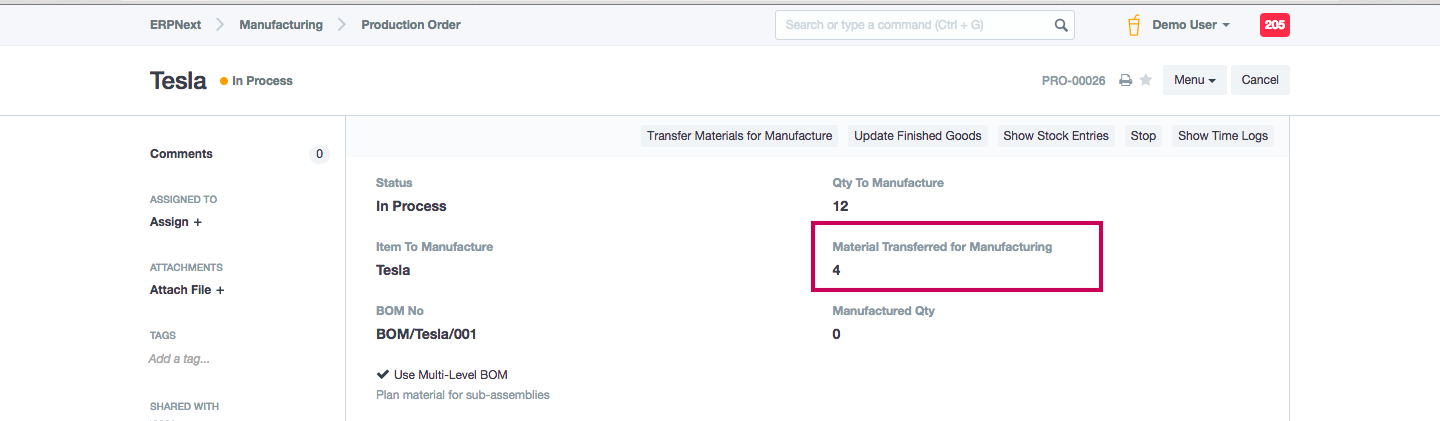 ERPNext Manufacturing Production Order Search or type a command (Ctrl + G) Demo User 205
Tesla In Process PRO-00026 Menu Cancel
Transfer Materials for Manufacture Update Finished Goods Show Stock Entries Stop Show Time Logs
Comments 0
ASSIGNED TO
Assign +
ATTACHMENTS
Attach File +
TAGS
Add a tag...
SHARED WITH
Status
In Process
Item To Manufacture
Tesla
BOM No
BOM/Tesla/001
Use Multi-Level BOM
Plan material for sub-assemblies
Qty To Manufacture
12
Material Transferred for Manufacturing
4
Manufactured Qty
0